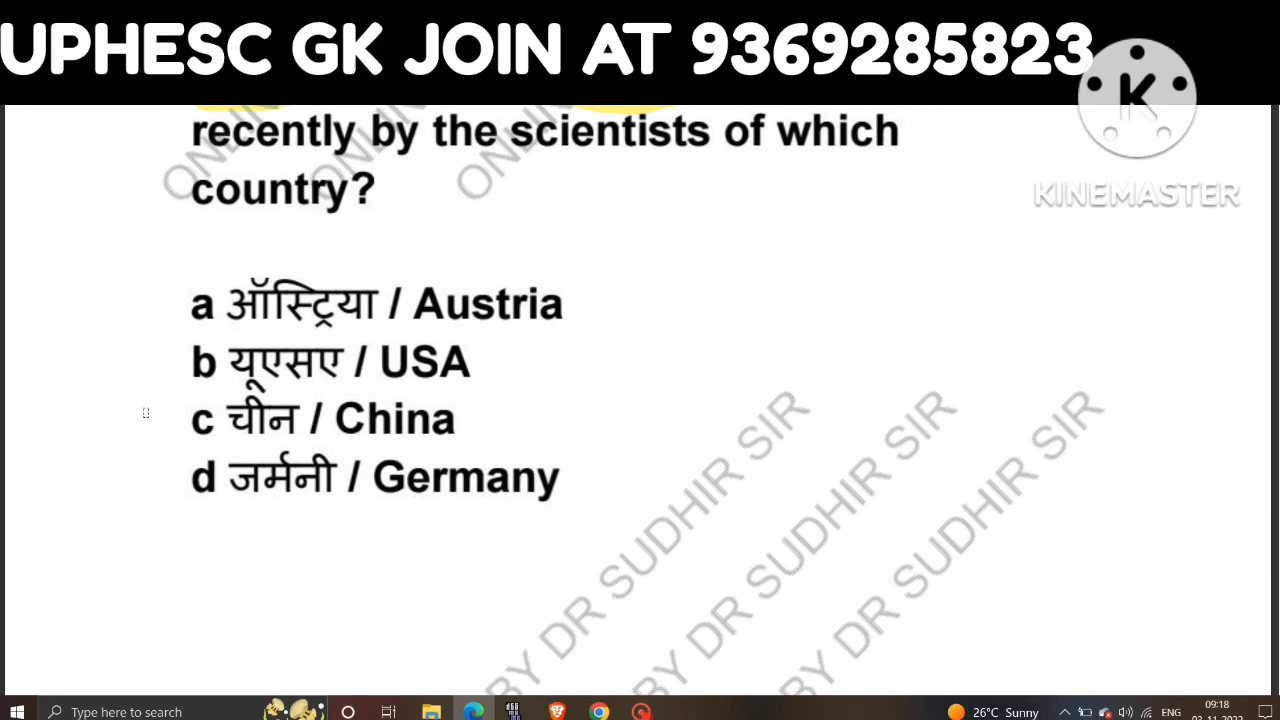 UPHESC GK JOIN AT 9369285823
K
KINEMASTER
recently by the scientists of which
country?
a ऑस्ट्रिया / Austria
b यूएसए / USA
c चीन / China
d जर्मनी / Germany
BY DR SUDHIR SIR
BY DR SUDHIR SIR
BY DR SUDHIR SIR
Type here to search
26°C Sunny
ENG
09:18